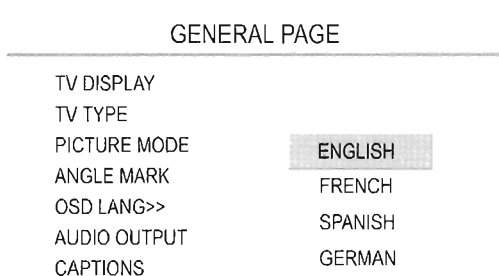 GENERAL PAGE
TV DISPLAY
TV TYPE
PICTURE MODE
ANGLE MARK
OSD LANG>>
AUDIO OUTPUT
CAPTIONS
ENGLISH
FRENCH
SPANISH
GERMAN